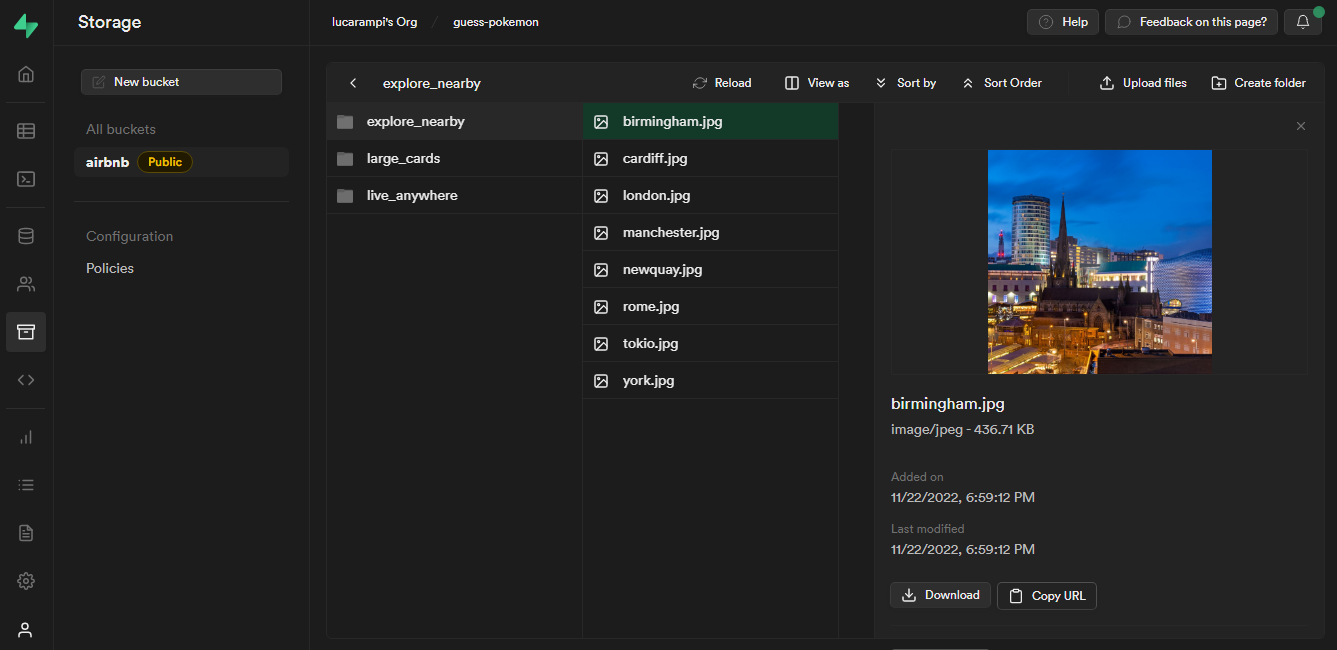 Storage
lucarampi's Org / guess-pokemon
Help
Feedback on this page?
New bucket
All buckets
airbnb Public
Configuration
Policies
explore_nearby
Reload
View as
Sort by
Sort Order
Upload files
Create folder
explore_nearby
large_cards
live_anywhere
birmingham.jpg
cardiff.jpg
london.jpg
manchester.jpg
newquay.jpg
rome.jpg
tokio.jpg
york.jpg
birmingham.jpg
image/jpeg - 436.71 KB
Added on
11/22/2022, 6:59:12 PM
Last modified
11/22/2022, 6:59:12 PM
Download
Copy URL